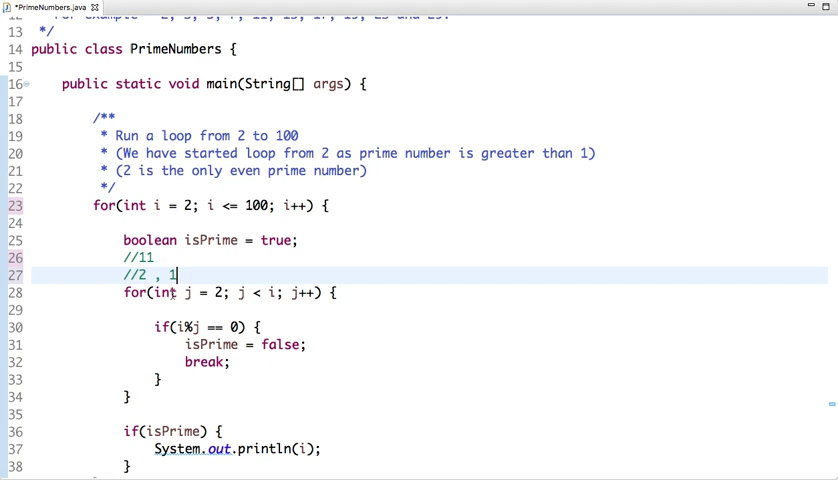 *PrimeNumbers.java
12
13 */
14 public class PrimeNumbers {
15
16 public static void main(String[] args) {
17
18 /**
19 * Run a loop from 2 to 100
20 * (We have started loop from 2 as prime number is greater than 1)
21 * (2 is the only even prime number)
22 */
23 for(int i = 2; i <= 100; i++) {
24
25 boolean isPrime = true;
26 //11
27 //2 , 1
28 for(int j = 2; j < i; j++) {
29
30 if(i%j == 0) {
31 isPrime = false;
32 break;
33 }
34 }
35
36 if(isPrime) {
37 System.out.println(i);
38 }